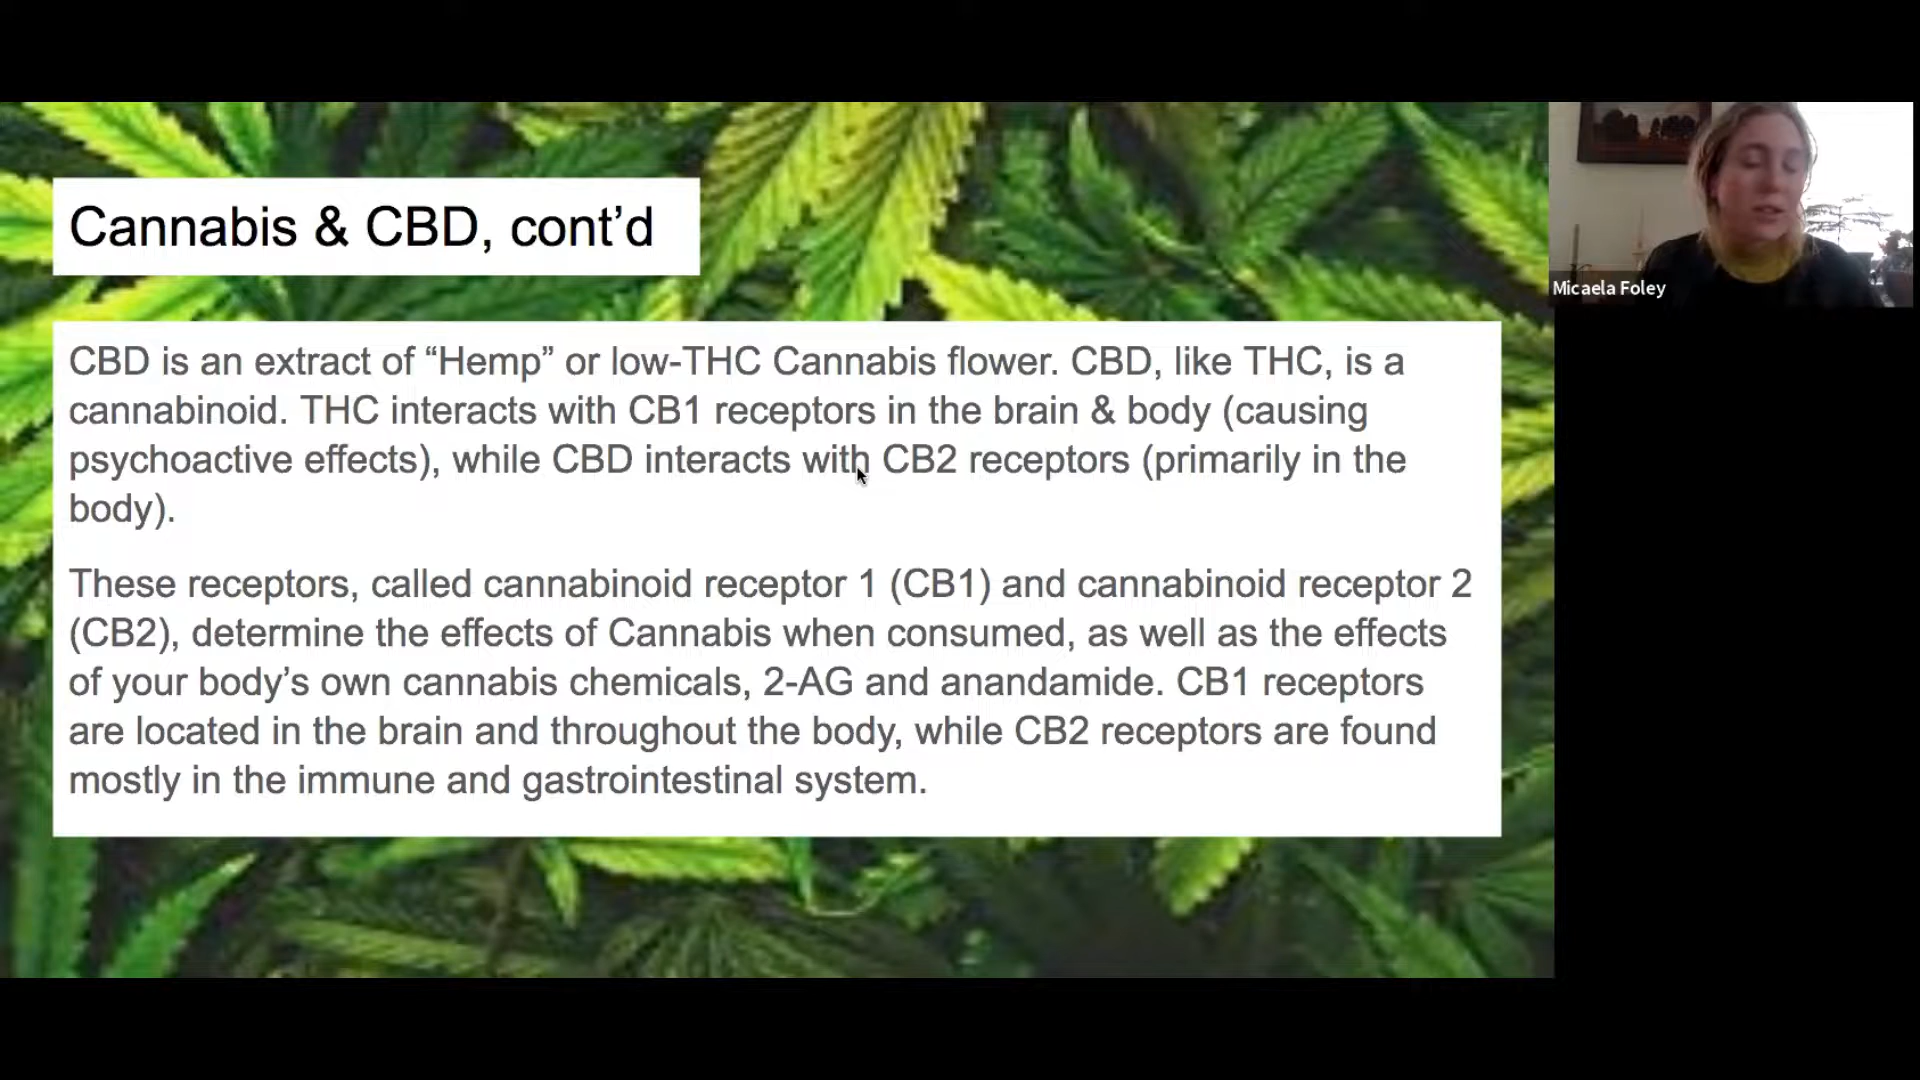 Cannabis & CBD, cont’d
CBD is an extract of “Hemp” or low-THC Cannabis flower. CBD, like THC, is a
cannabinoid. THC interacts with CB1 receptors in the brain & body (causing
psychoactive effects), while CBD interacts with CB2 receptors (primarily in the
body).
These receptors, called cannabinoid receptor 1 (CB1) and cannabinoid receptor 2
(CB2), determine the effects of Cannabis when consumed, as well as the effects
of your body’s own cannabis chemicals, 2-AG and anandamide. CB1 receptors
are located in the brain and throughout the body, while CB2 receptors are found
mostly in the immune and gastrointestinal system.
Micaela Foley